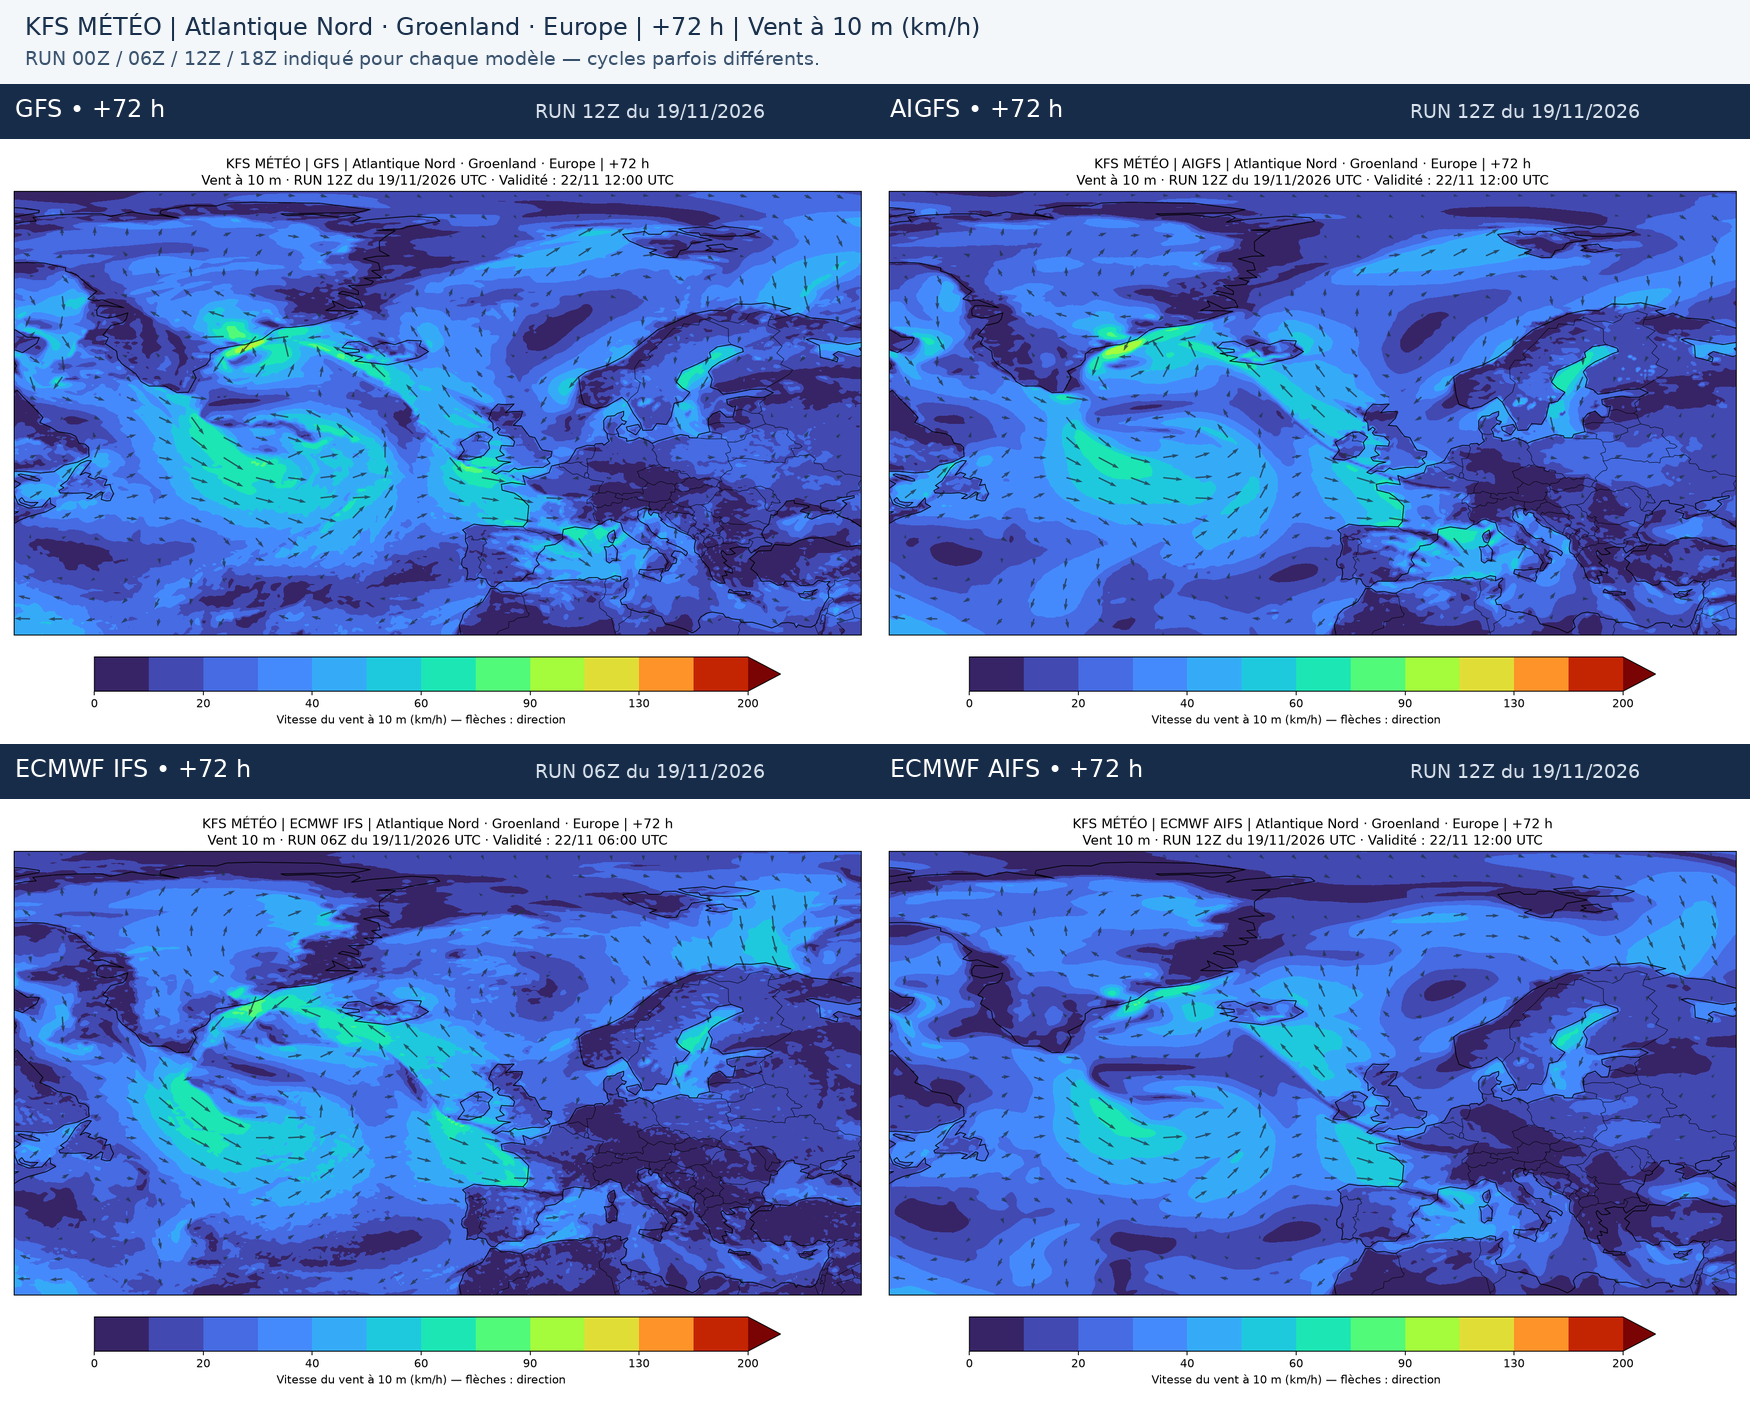 KFS MÉTÉO | Atlantique Nord · Groenland · Europe | +72 h | Vent à 10 m (km/h)
RUN 00Z / 06Z / 12Z / 18Z indiqué pour chaque modèle — cycles parfois différents.
GFS • +72 h
RUN 12Z du 19/11/2026
KFS MÉTÉO | GFS | Atlantique Nord · Groenland · Europe | +72 h
Vent à 10 m · RUN 12Z du 19/11/2026 UTC · Validité : 22/11 12:00 UTC
0 20 40 60 90 130 200
Vitesse du vent à 10 m (km/h) — flèches : direction
AIGFS • +72 h
RUN 12Z du 19/11/2026
KFS MÉTÉO | AIGFS | Atlantique Nord · Groenland · Europe | +72 h
Vent à 10 m · RUN 12Z du 19/11/2026 UTC · Validité : 22/11 12:00 UTC
0 20 40 60 90 130 200
Vitesse du vent à 10 m (km/h) — flèches : direction
ECMWF IFS • +72 h
RUN 06Z du 19/11/2026
KFS MÉTÉO | ECMWF IFS | Atlantique Nord · Groenland · Europe | +72 h
Vent 10 m · RUN 06Z du 19/11/2026 UTC · Validité : 22/11 06:00 UTC
0 20 40 60 90 130 200
Vitesse du vent à 10 m (km/h) — flèches : direction
ECMWF AIFS • +72 h
RUN 12Z du 19/11/2026
KFS MÉTÉO | ECMWF AIFS | Atlantique Nord · Groenland · Europe | +72 h
Vent 10 m · RUN 12Z du 19/11/2026 UTC · Validité : 22/11 12:00 UTC
0 20 40 60 90 130 200
Vitesse du vent à 10 m (km/h) — flèches : direction